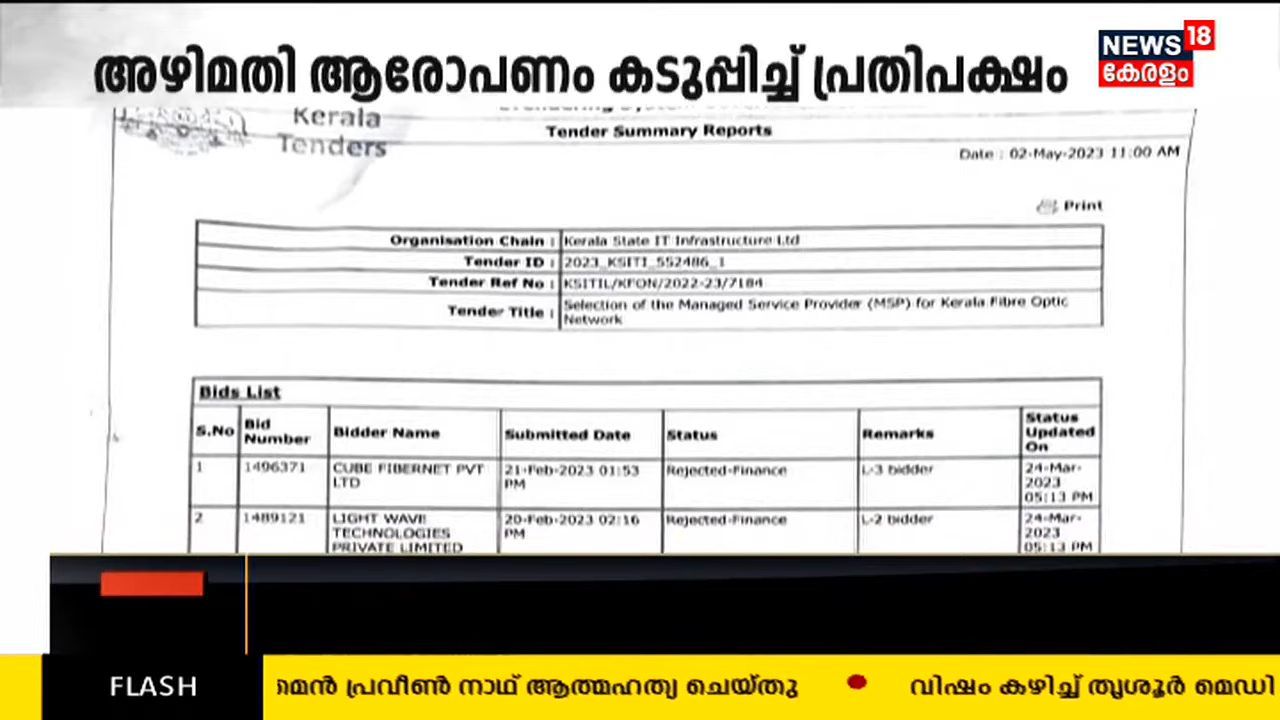 അഴിമതി ആരോപണം കടുപ്പിച്ച് പ്രതിപക്ഷം
NEWS 18
കേരളം
Kerala
Tenders
Tender Summary Reports
Date : 02-May-2023 11:00 AM
Print
Organisation Chain : Kerala State IT Infrastructure Ltd
Tender ID : 2023_KSITI_552486_1
Tender Ref No : KSITIL/KFON/2022-23/7184
Tender Title : Selection of the Managed Service Provider (MSP) for Kerala Fibre Optic
Network
Bids List
S.No Bid Number Bidder Name Submitted Date Status Remarks Status Updated On
1 1496371 CUBE FIBERNET PVT LTD 21-Feb-2023 01:53 PM Rejected-Finance L-3 bidder 24-Mar-2023 05:13 PM
2 1489121 LIGHT WAVE TECHNOLOGIES PRIVATE LIMITED 20-Feb-2023 02:16 PM Rejected-Finance L-2 bidder 24-Mar-2023 05:13 PM
FLASH
മെൻ പ്രവീൺ നാഥ് ആത്മഹത്യ ചെയ്തു • വിഷം കഴിച്ച് തൃശൂർ മെഡി